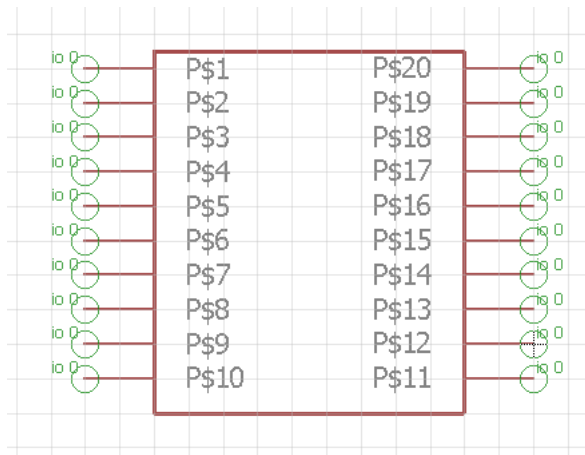 io 0 io 0
P$1 P$20
io 0 io 0
P$2 P$19
io 0 io 0
P$3 P$18
io 0 io 0
P$4 P$17
io 0 io 0
P$5 P$16
io 0 io 0
P$6 P$15
io 0 io 0
P$7 P$14
io 0 io 0
P$8 P$13
io 0 io 0
P$9 P$12
io 0 io 0
P$10 P$11